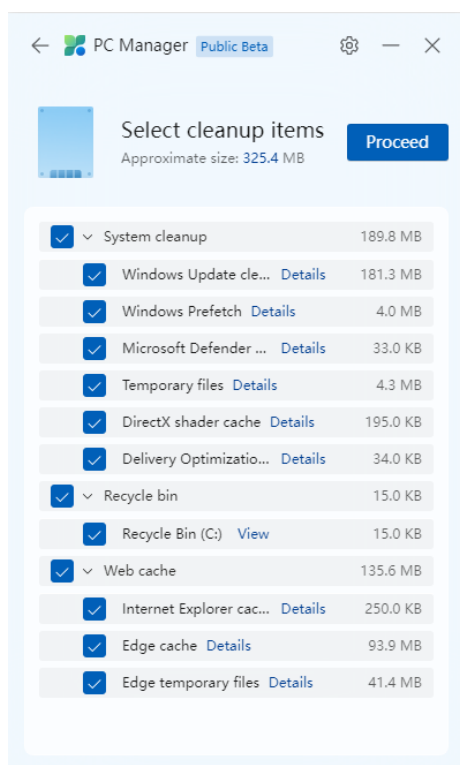 PC Manager Public Beta
Select cleanup items
Proceed
Approximate size: 325.4 MB
System cleanup 189.8 MB
Windows Update cle... Details 181.3 MB
Windows Prefetch Details 4.0 MB
Microsoft Defender ... Details 33.0 KB
Temporary files Details 4.3 MB
DirectX shader cache Details 195.0 KB
Delivery Optimizatio... Details 34.0 KB
Recycle bin 15.0 KB
Recycle Bin (C:) View 15.0 KB
Web cache 135.6 MB
Internet Explorer cac... Details 250.0 KB
Edge cache Details 93.9 MB
Edge temporary files Details 41.4 MB